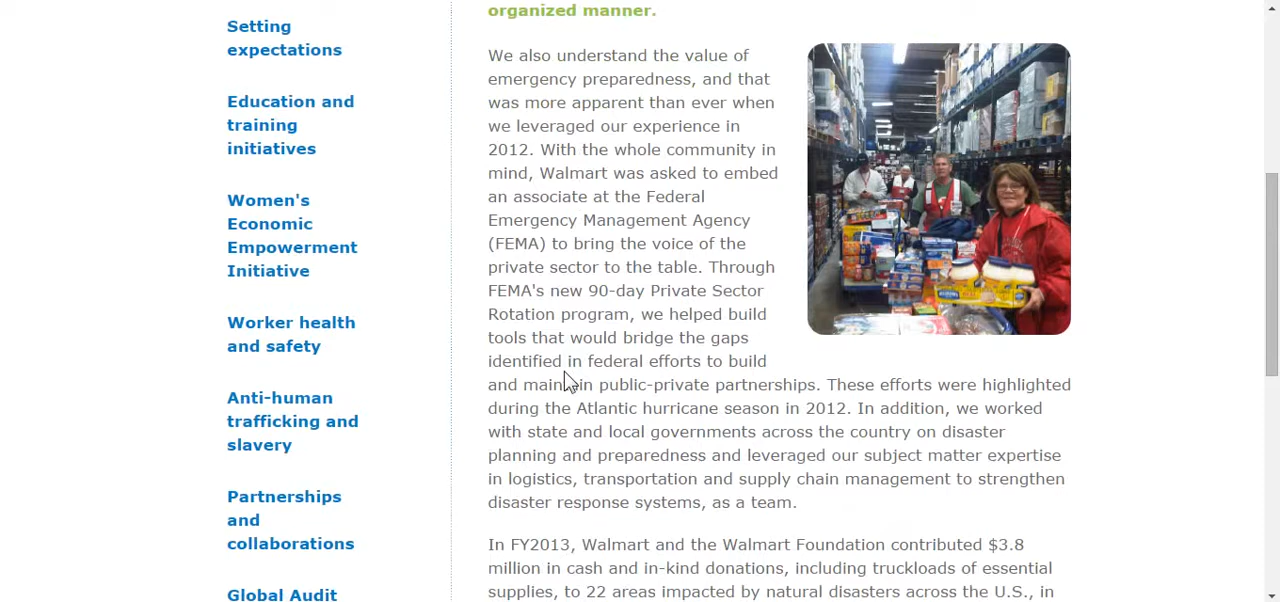 Setting
expectations
Education and
training
initiatives
Women's
Economic
Empowerment
Initiative
Worker health
and safety
Anti-human
trafficking and
slavery
Partnerships
and
collaborations
Global Audit
organized manner.
We also understand the value of
emergency preparedness, and that
was more apparent than ever when
we leveraged our experience in
2012. With the whole community in
mind, Walmart was asked to embed
an associate at the Federal
Emergency Management Agency
(FEMA) to bring the voice of the
private sector to the table. Through
FEMA's new 90-day Private Sector
Rotation program, we helped build
tools that would bridge the gaps
identified in federal efforts to build
and maintain public-private partnerships. These efforts were highlighted
during the Atlantic hurricane season in 2012. In addition, we worked
with state and local governments across the country on disaster
planning and preparedness and leveraged our subject matter expertise
in logistics, transportation and supply chain management to strengthen
disaster response systems, as a team.
In FY2013, Walmart and the Walmart Foundation contributed $3.8
million in cash and in-kind donations, including truckloads of essential
supplies, to 22 areas impacted by natural disasters across the U.S., in